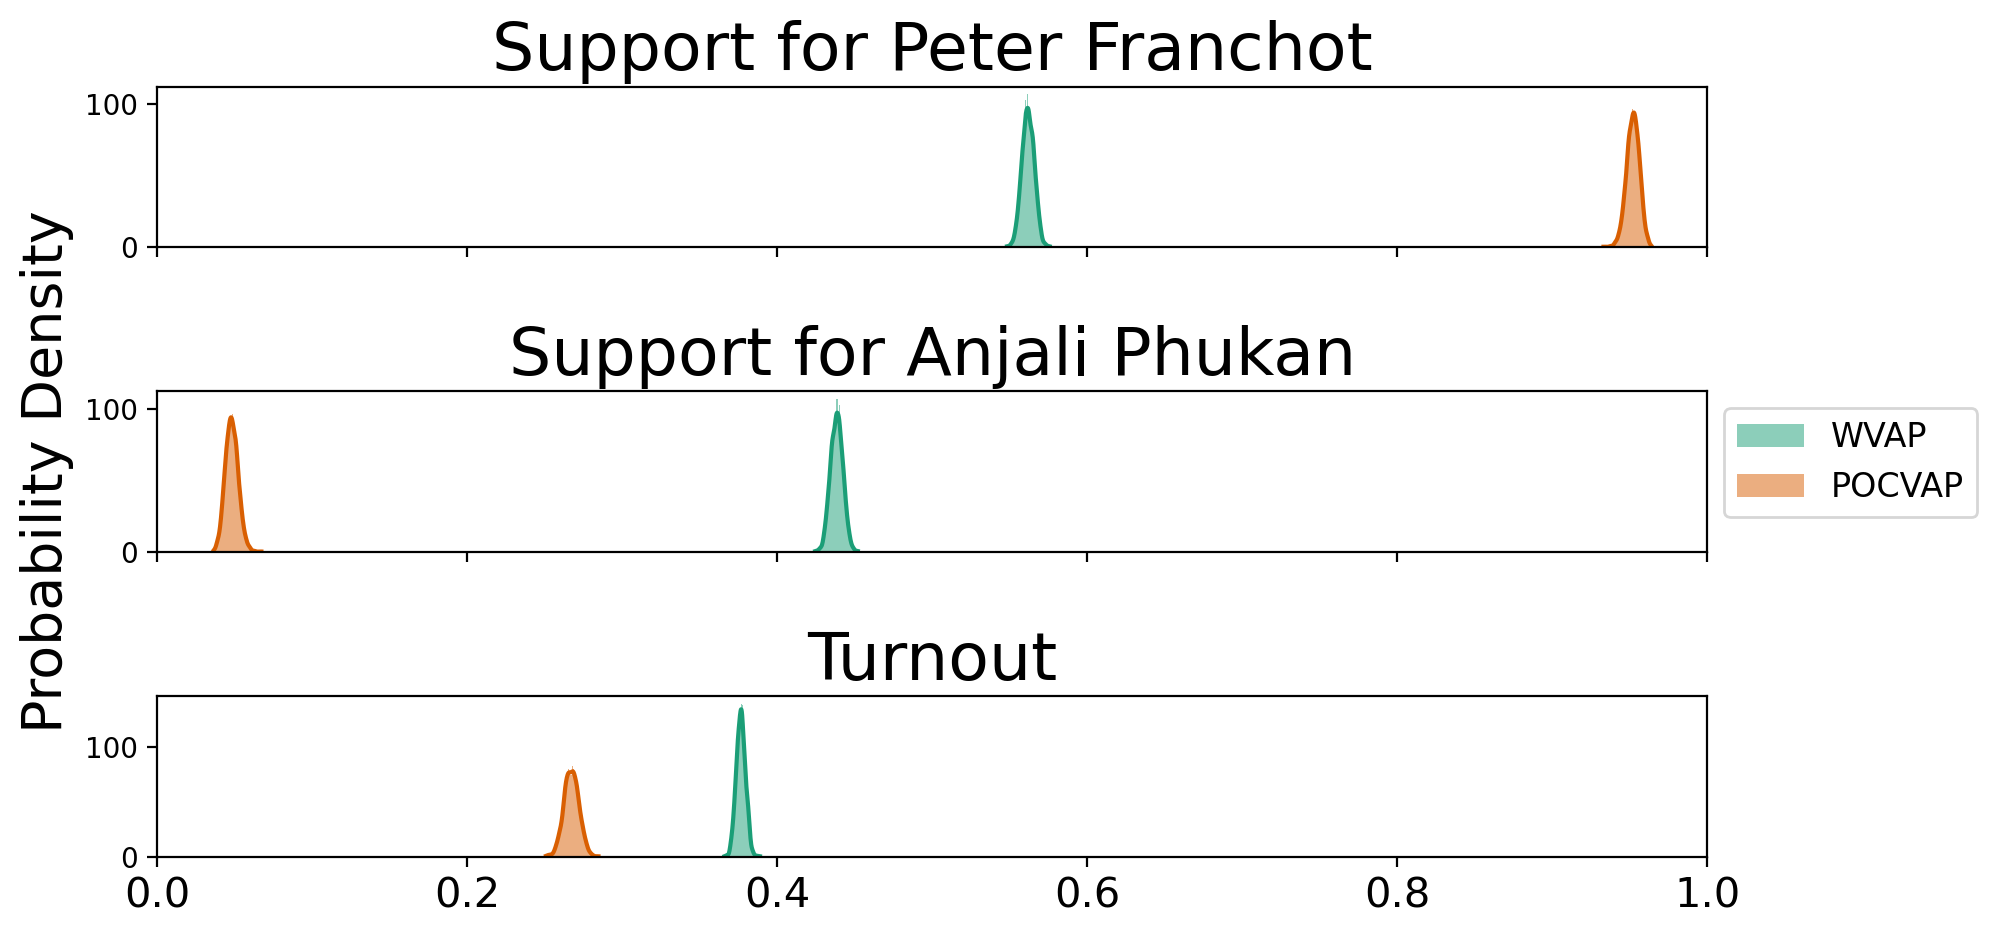 Support for Peter Franchot
100
0
Support for Anjali Phukan
100
0
Turnout
100
0
0.0 0.2 0.4 0.6 0.8 1.0
Probability Density
WVAP
POCVAP